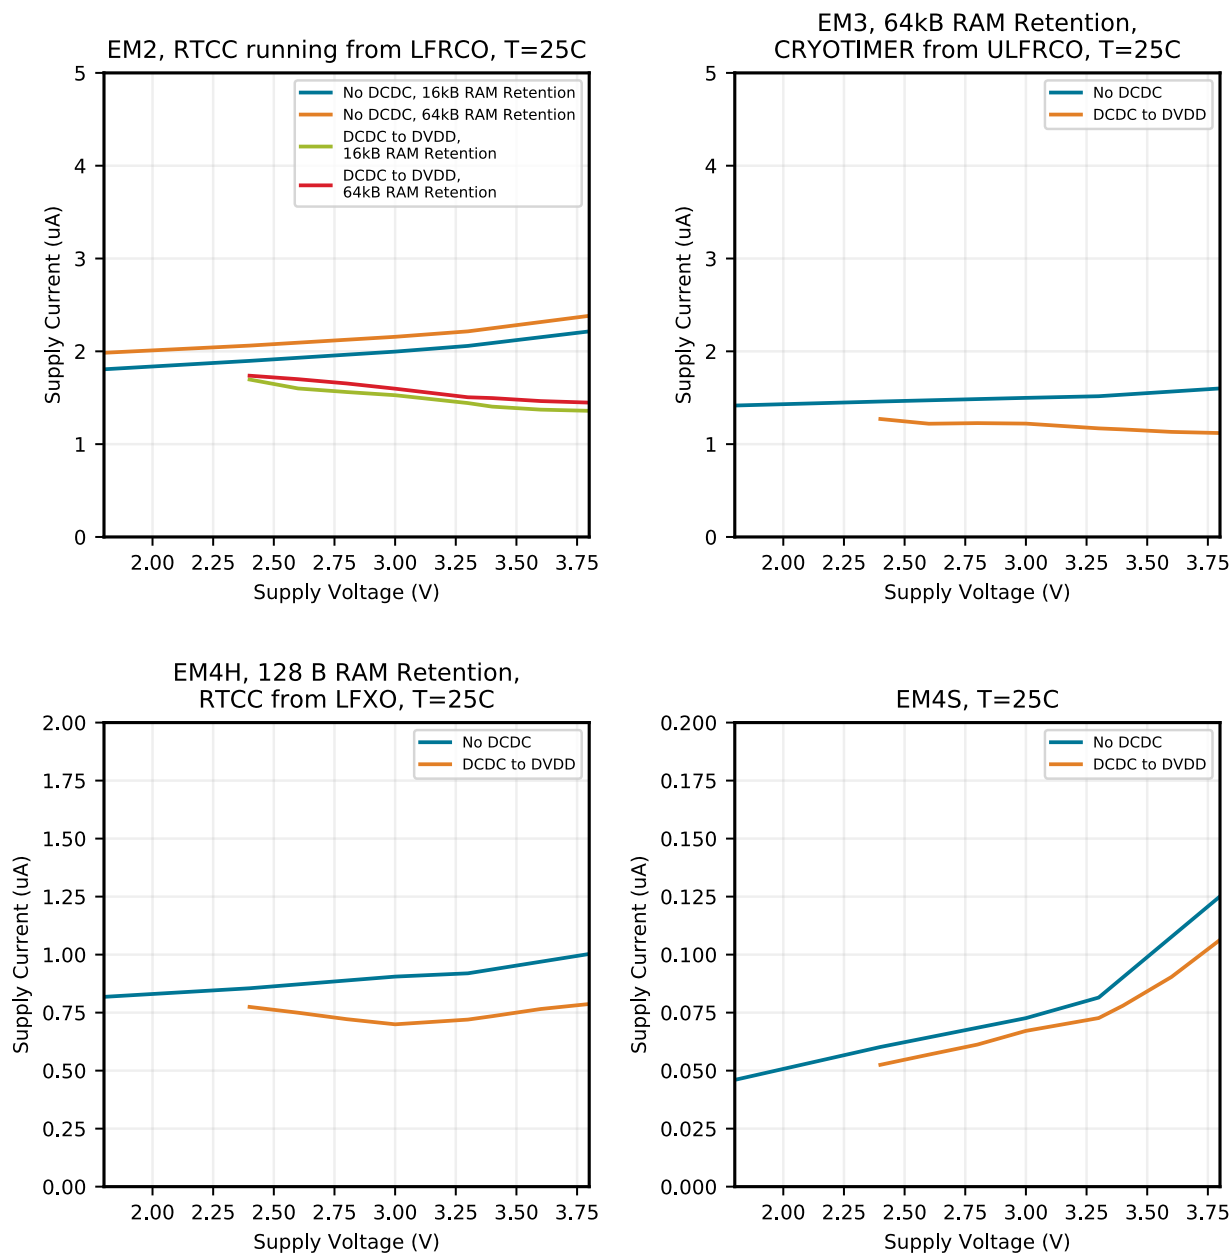 EM2, RTCC running from LFRCO, T=25C
5
4
3
2
1
0
Supply Current (uA)
No DCDC, 16kB RAM Retention
No DCDC, 64kB RAM Retention
DCDC to DVDD,
16kB RAM Retention
DCDC to DVDD,
64kB RAM Retention
2.00 2.25 2.50 2.75 3.00 3.25 3.50 3.75
Supply Voltage (V)
EM3, 64kB RAM Retention,
CRYOTIMER from ULFRCO, T=25C
5
4
3
2
1
0
Supply Current (uA)
No DCDC
DCDC to DVDD
2.00 2.25 2.50 2.75 3.00 3.25 3.50 3.75
Supply Voltage (V)
EM4H, 128 B RAM Retention,
RTCC from LFXO, T=25C
2.00
1.75
1.50
1.25
1.00
0.75
0.50
0.25
0.00
Supply Current (uA)
No DCDC
DCDC to DVDD
2.00 2.25 2.50 2.75 3.00 3.25 3.50 3.75
Supply Voltage (V)
EM4S, T=25C
0.200
0.175
0.150
0.125
0.100
0.075
0.050
0.025
0.000
Supply Current (uA)
No DCDC
DCDC to DVDD
2.00 2.25 2.50 2.75 3.00 3.25 3.50 3.75
Supply Voltage (V)